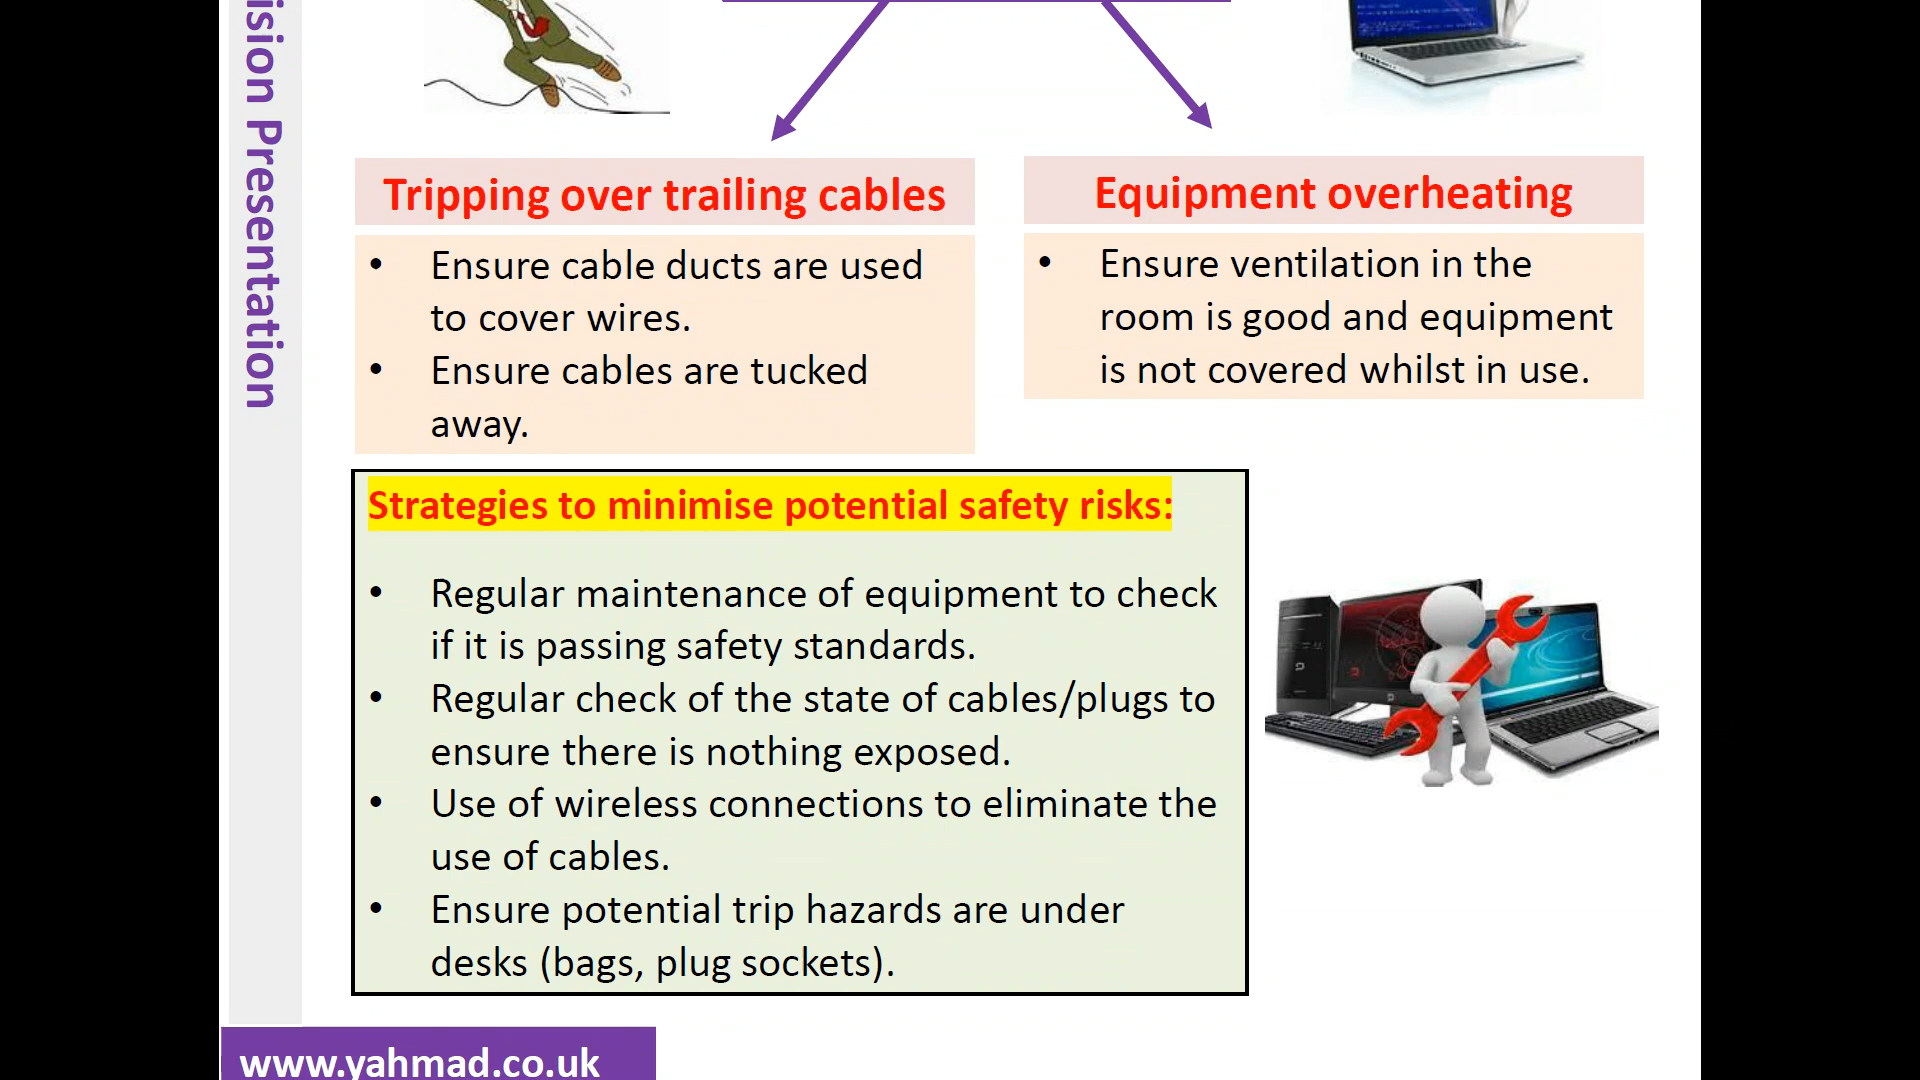 ision Presentation
Tripping over trailing cables
• Ensure cable ducts are used
to cover wires.
• Ensure cables are tucked
away.
Equipment overheating
• Ensure ventilation in the
room is good and equipment
is not covered whilst in use.
Strategies to minimise potential safety risks:
• Regular maintenance of equipment to check
if it is passing safety standards.
• Regular check of the state of cables/plugs to
ensure there is nothing exposed.
• Use of wireless connections to eliminate the
use of cables.
• Ensure potential trip hazards are under
desks (bags, plug sockets).
www.yahmad.co.uk